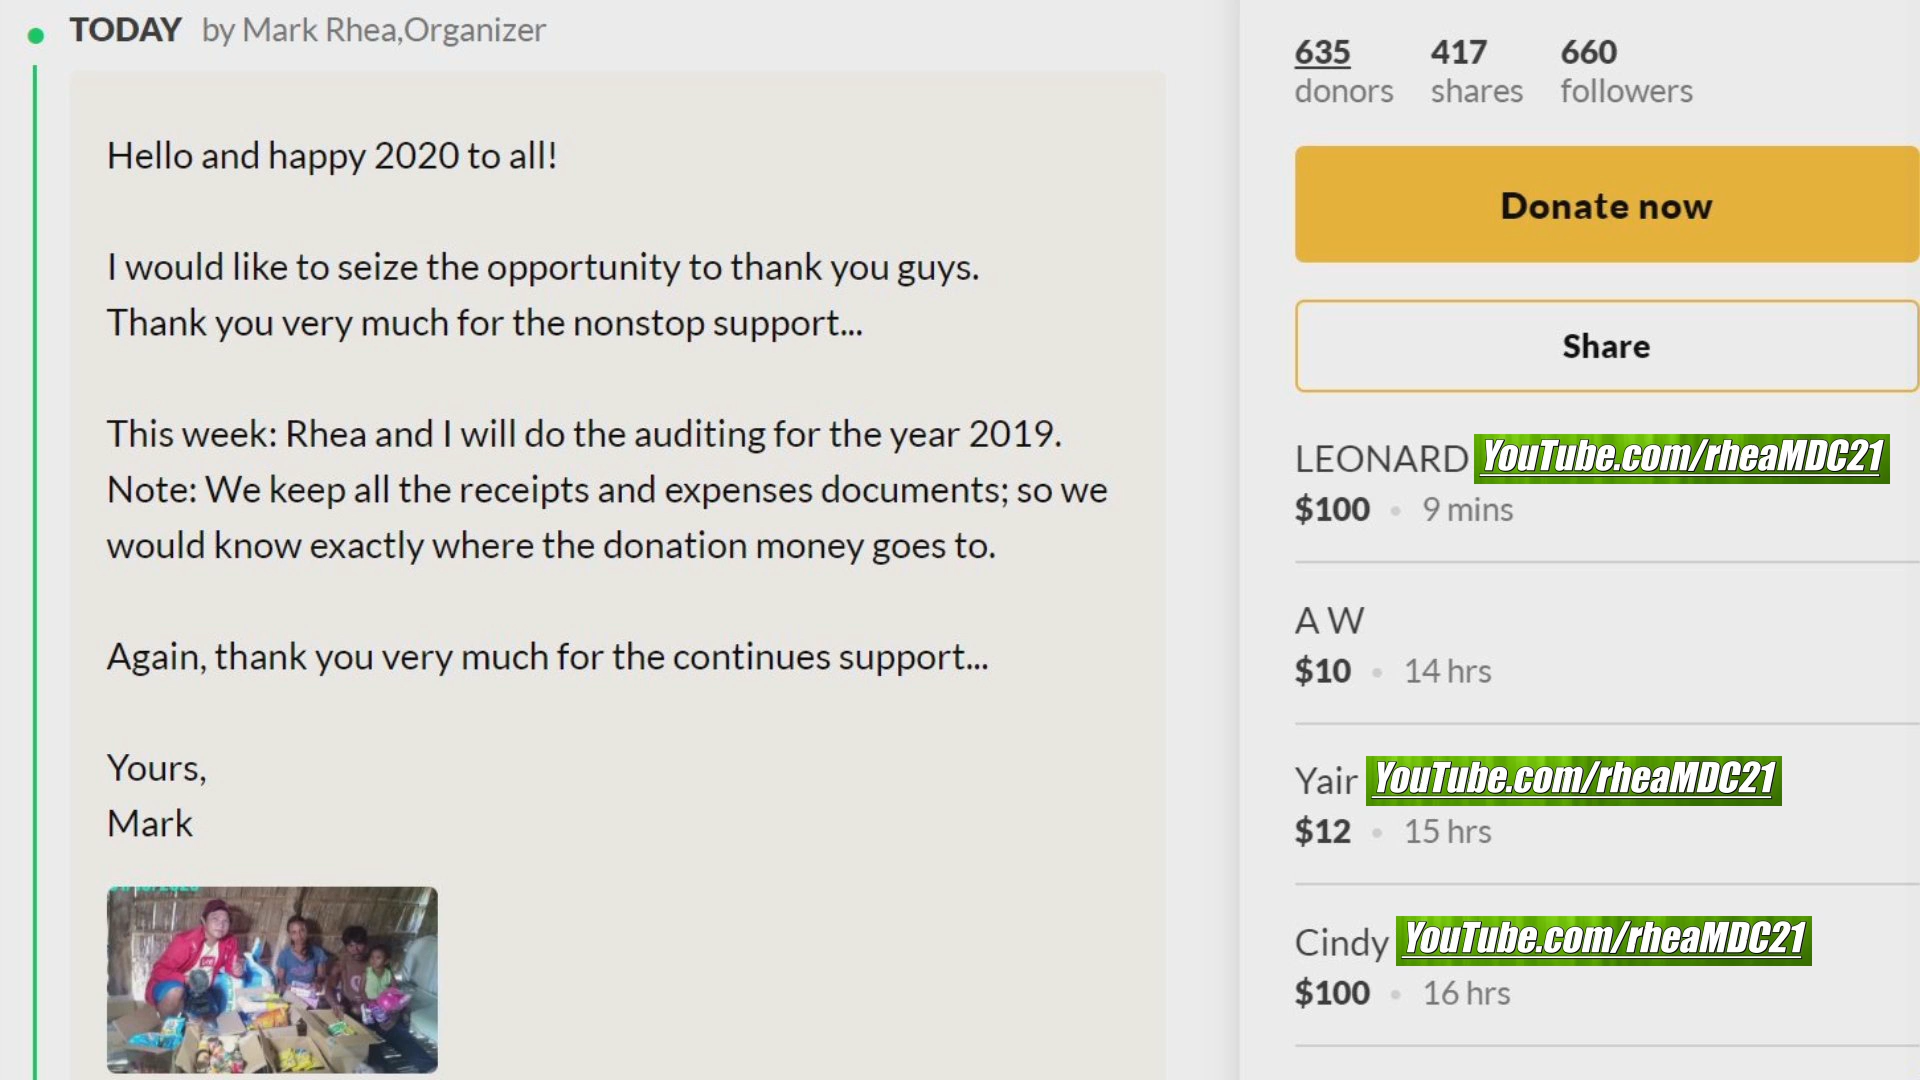 TODAY by Mark Rhea,Organizer
Hello and happy 2020 to all!
I would like to seize the opportunity to thank you guys.
Thank you very much for the nonstop support...
This week: Rhea and I will do the auditing for the year 2019.
Note: We keep all the receipts and expenses documents; so we
would know exactly where the donation money goes to.
Again, thank you very much for the continues support...
Yours,
Mark
635 417 660
donors shares followers
Donate now
Share
LEONARD YouTube.com/rheaMDC21
$100 • 9 mins
A W
$10 • 14 hrs
Yair YouTube.com/rheaMDC21
$12 • 15 hrs
Cindy YouTube.com/rheaMDC21
$100 • 16 hrs